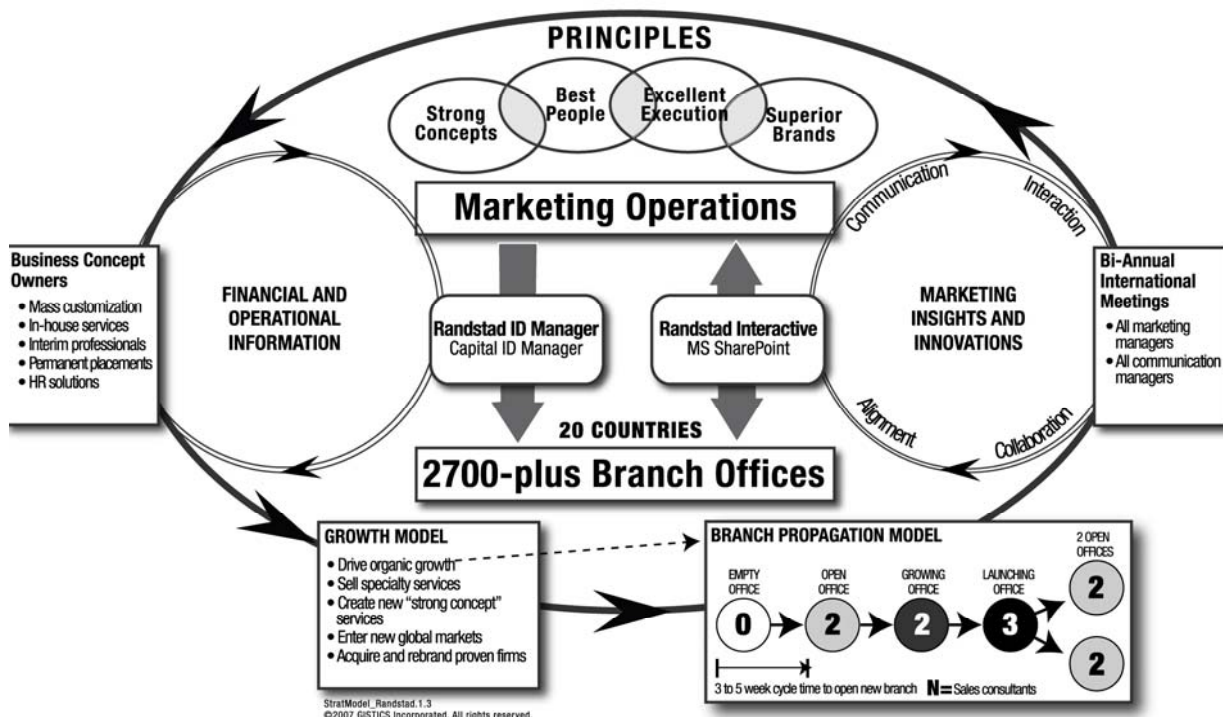 PRINCIPLES
Strong
Concepts
Best
People
Excellent
Execution
Superior
Brands
Marketing Operations
Communication
Interaction
Business Concept
Owners
• Mass customization
• In-house services
• Interim professionals
• Permanent placements
• HR solutions
FINANCIAL AND
OPERATIONAL
INFORMATION
Randstad ID Manager
Capital ID Manager
Randstad Interactive
MS SharePoint
MARKETING
INSIGHTS AND
INNOVATIONS
Bi-Annual
International
Meetings
• All marketing
managers
• All communication
managers
Alignment
Collaboration
20 COUNTRIES
2700-plus Branch Offices
GROWTH MODEL
• Drive organic growth
• Sell specialty services
• Create new "strong concept"
services
• Enter new global markets
• Acquire and rebrand proven firms
BRANCH PROPAGATION MODEL
2 OPEN
OFFICES
EMPTY
OFFICE
OPEN
OFFICE
GROWING
OFFICE
LAUNCHING
OFFICE
0
2
2
3
2
2
3 to 5 week cycle time to open new branch
N= Sales consultants
StratModel_Randstad.1.3
©2007 GISTICS Incorporated. All rights reserved